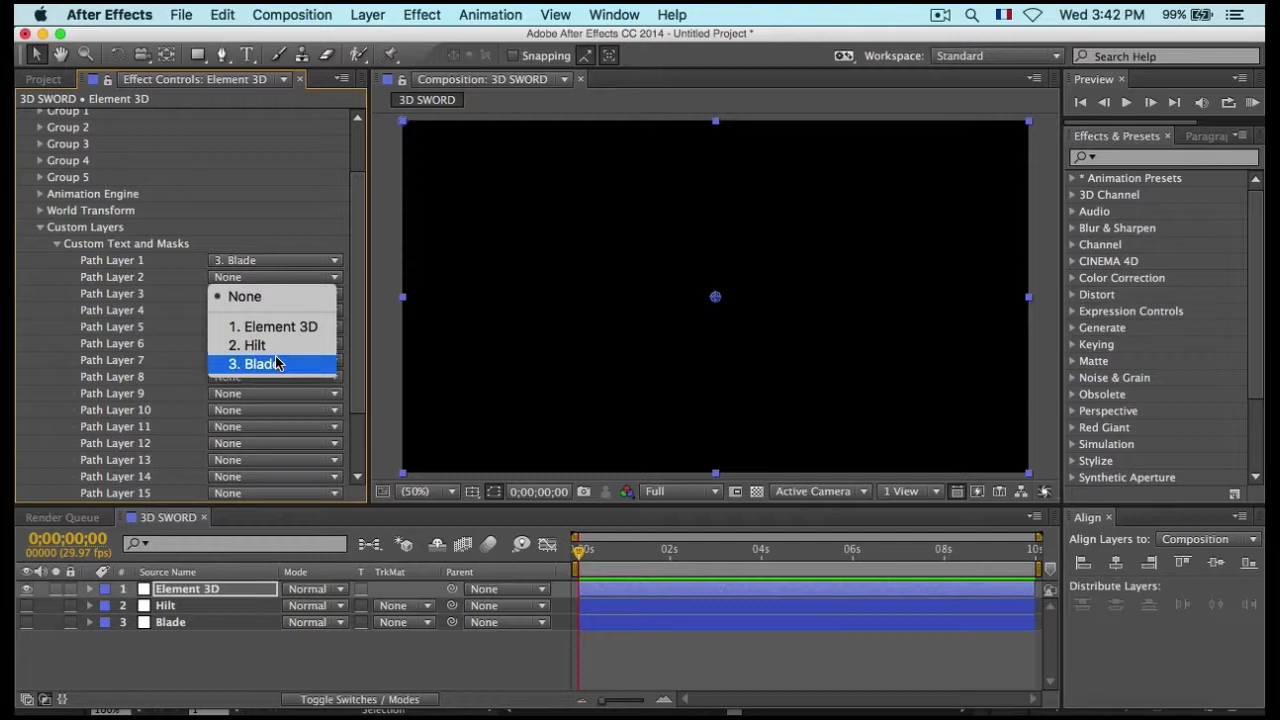 After Effects File Edit Composition Layer Effect Animation View Window Help Wed 3:42 PM 99%
Adobe After Effects CC 2014 - Untitled Project *
Snapping Workspace: Standard Search Help
Project Effect Controls: Element 3D Composition: 3D SWORD Preview
3D SWORD • Element 3D
3D SWORD
Group 1
Group 2
Group 3
Group 4
Group 5
Animation Engine
World Transform
Custom Layers
Custom Text and Masks
Path Layer 1 3. Blade
Path Layer 2 None
Path Layer 3
Path Layer 4
Path Layer 5
Path Layer 6
Path Layer 7
Path Layer 8 None
Path Layer 9 None
Path Layer 10 None
Path Layer 11 None
Path Layer 12 None
Path Layer 13 None
Path Layer 14 None
Path Layer 15 None
None
1. Element 3D
2. Hilt
3. Blade
(50%) 0;00;00;00 Full Active Camera 1 View
Effects & Presets Paragra
* Animation Presets
3D Channel
Audio
Blur & Sharpen
Channel
CINEMA 4D
Color Correction
Distort
Expression Controls
Generate
Keying
Matte
Noise & Grain
Obsolete
Perspective
Red Giant
Simulation
Stylize
Synthetic Aperture
Render Queue 3D SWORD
0;00;00;00
00000 (29.97 fps)
# Source Name Mode T TrkMat Parent
1 Element 3D Normal None
2 Hilt Normal None None
3 Blade Normal None None
:00s 02s 04s 06s 08s 10s
Toggle Switches / Modes
Align
Align Layers to: Composition
Distribute Layers:
100% 1 Selection